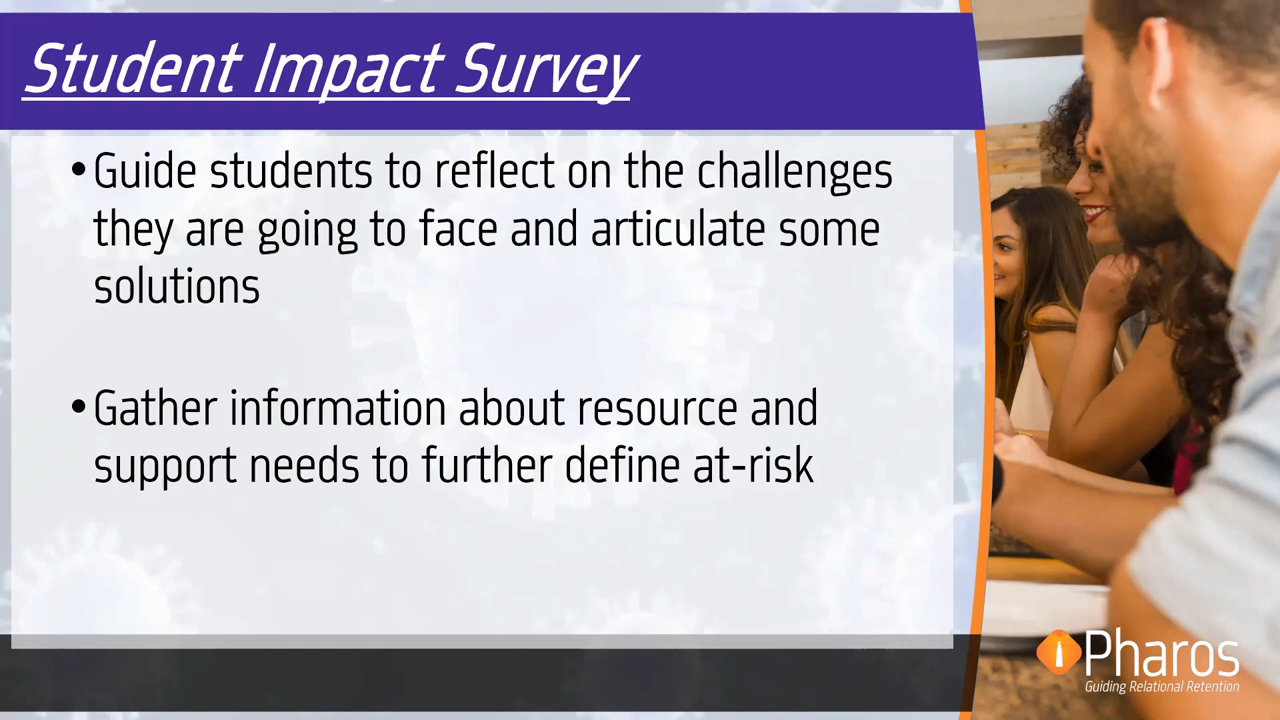 Student Impact Survey
•Guide students to reflect on the challenges
they are going to face and articulate some
solutions
•Gather information about resource and
support needs to further define at-risk
Pharos
Guiding Relational Retention